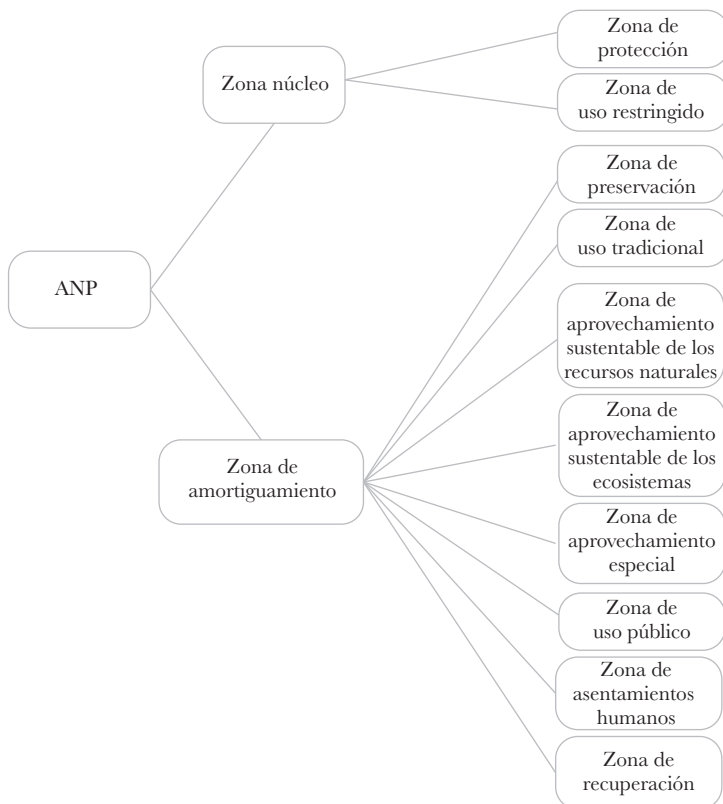 Zona de
protección
Zona núcleo
Zona de
uso restringido
Zona de
preservación
Zona de
uso tradicional
ANP
Zona de
aprovechamiento
sustentable de los
recursos naturales
Zona de
aprovechamiento
sustentable de los
ecosistemas
Zona de
amortiguamiento
Zona de
aprovechamiento
especial
Zona de
uso público
Zona de
asentamientos
humanos
Zona de
recuperación